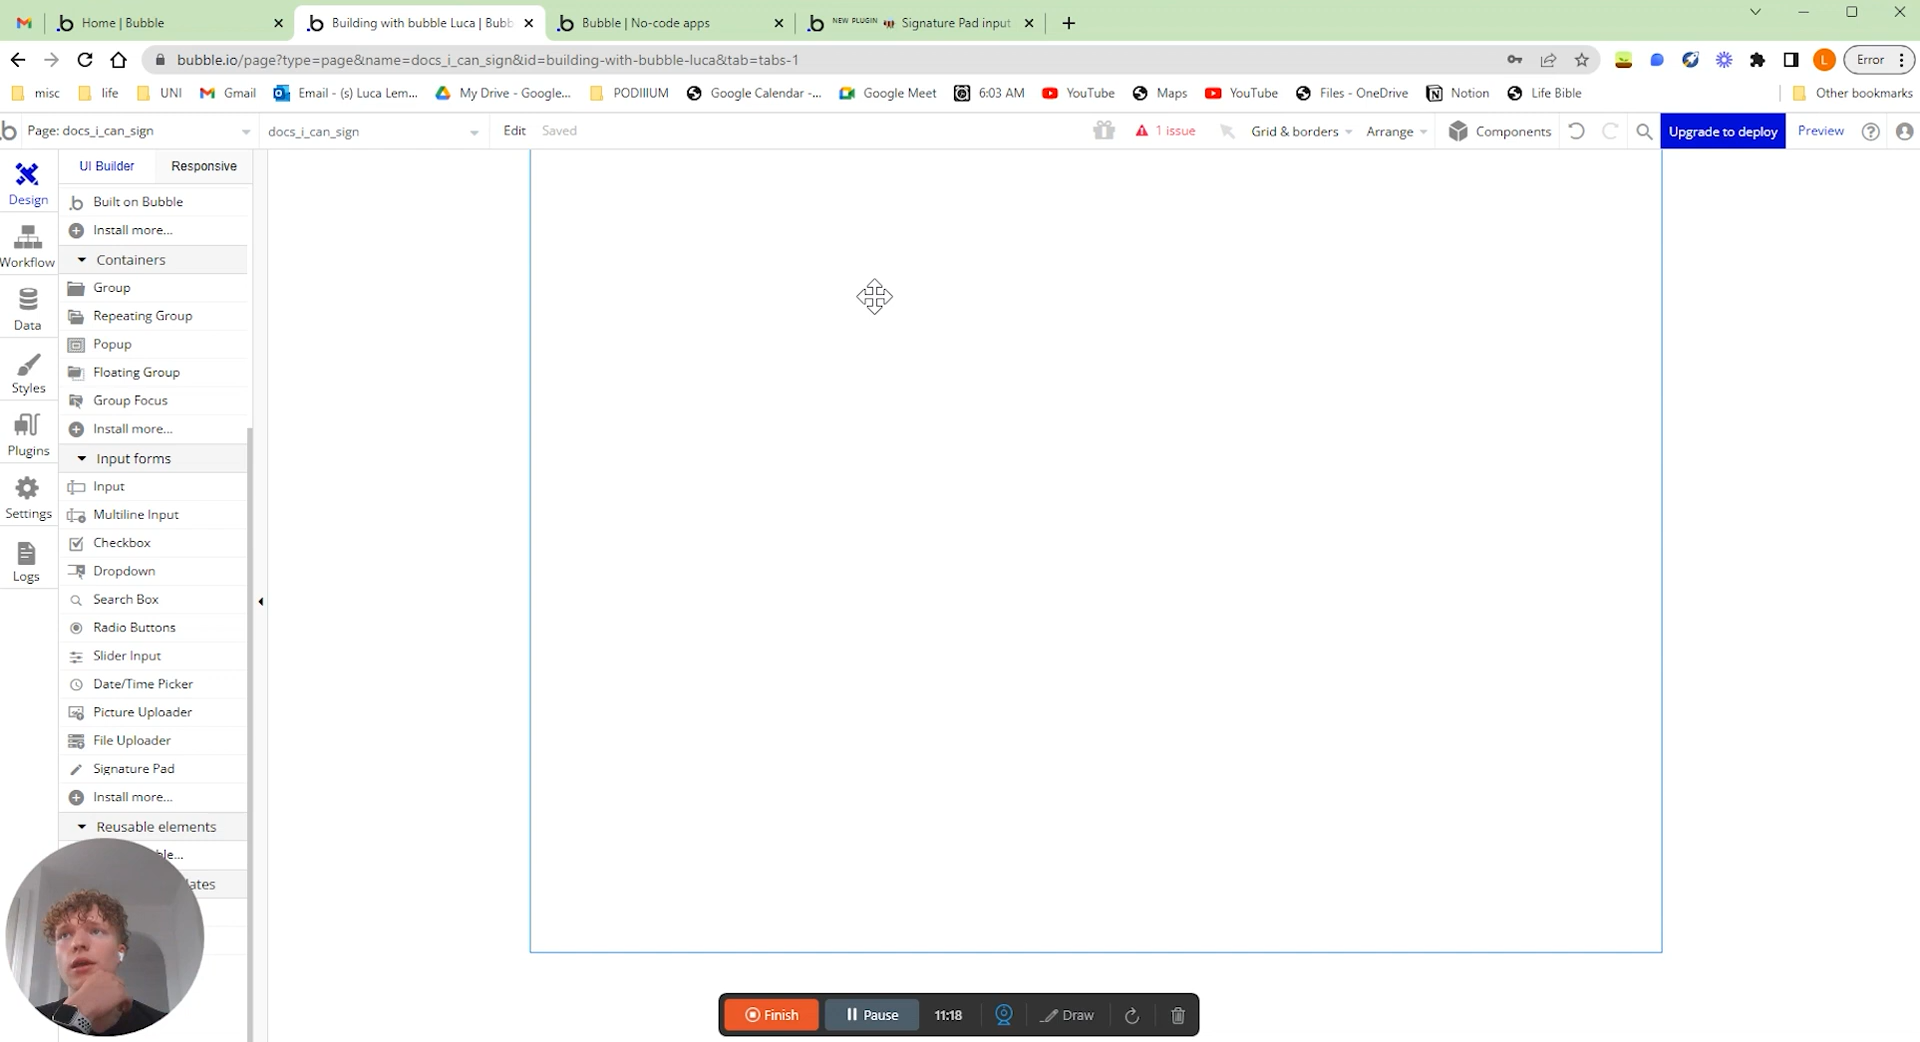 Home | Bubble
Building with bubble Luca | Bubb
Bubble | No-code apps
NEW PLUGIN Signature Pad input
bubble.io/page?type=page&name=docs_i_can_sign&id=building-with-bubble-luca&tab=tabs-1
L
Error
misc
life
UNI
Gmail
Email - (s) Luca Lem...
My Drive - Google...
PODIIIUM
Google Calendar -...
Google Meet
6:03 AM
YouTube
Maps
YouTube
Files - OneDrive
Notion
Life Bible
Other bookmarks
Page: docs_i_can_sign
docs_i_can_sign
Edit
Saved
1 issue
Grid & borders
Arrange
Components
Upgrade to deploy
Preview
Design
Workflow
Data
Styles
Plugins
Settings
Logs
UI Builder
Responsive
Built on Bubble
Install more...
Containers
Group
Repeating Group
Popup
Floating Group
Group Focus
Install more...
Input forms
Input
Multiline Input
Checkbox
Dropdown
Search Box
Radio Buttons
Slider Input
Date/Time Picker
Picture Uploader
File Uploader
Signature Pad
Install more...
Reusable elements
Finish
Pause
11:18
Draw